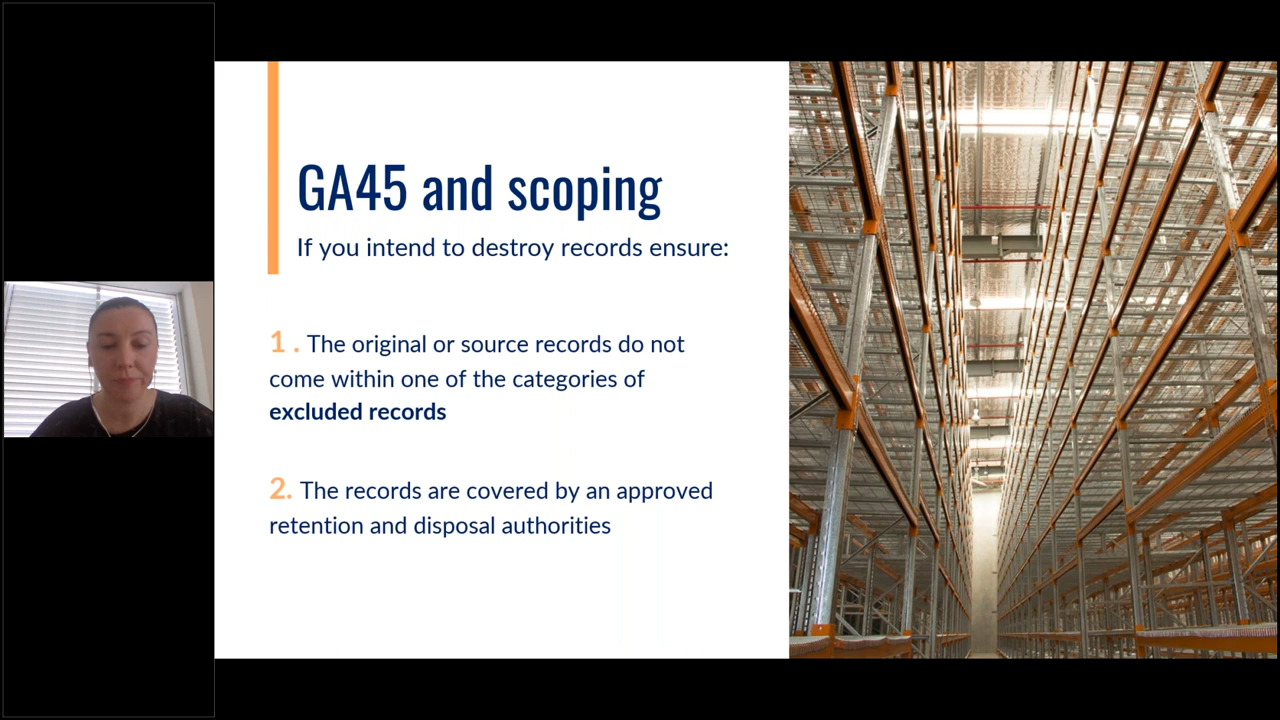 GA45 and scoping
If you intend to destroy records ensure:
1 . The original or source records do not
come within one of the categories of
excluded records
2. The records are covered by an approved
retention and disposal authorities